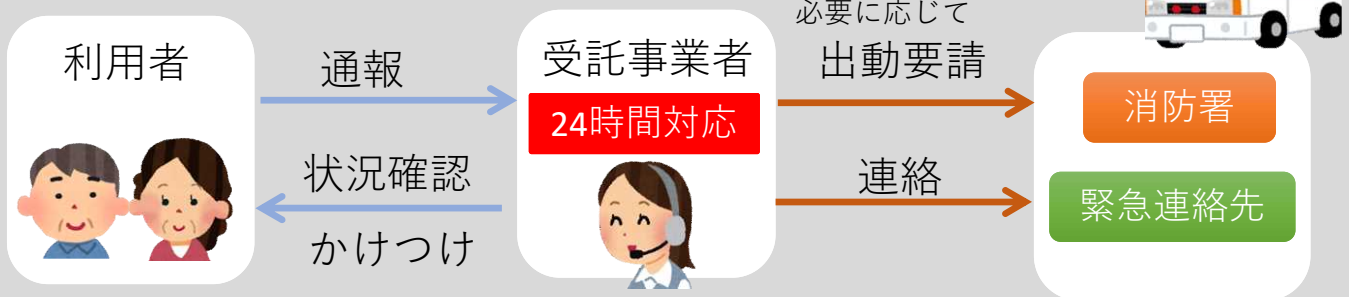 利用者
通報
状況確認
かけつけ
受託事業者
24時間対応
必要に応じて
出動要請
連絡
消防署
緊急連絡先